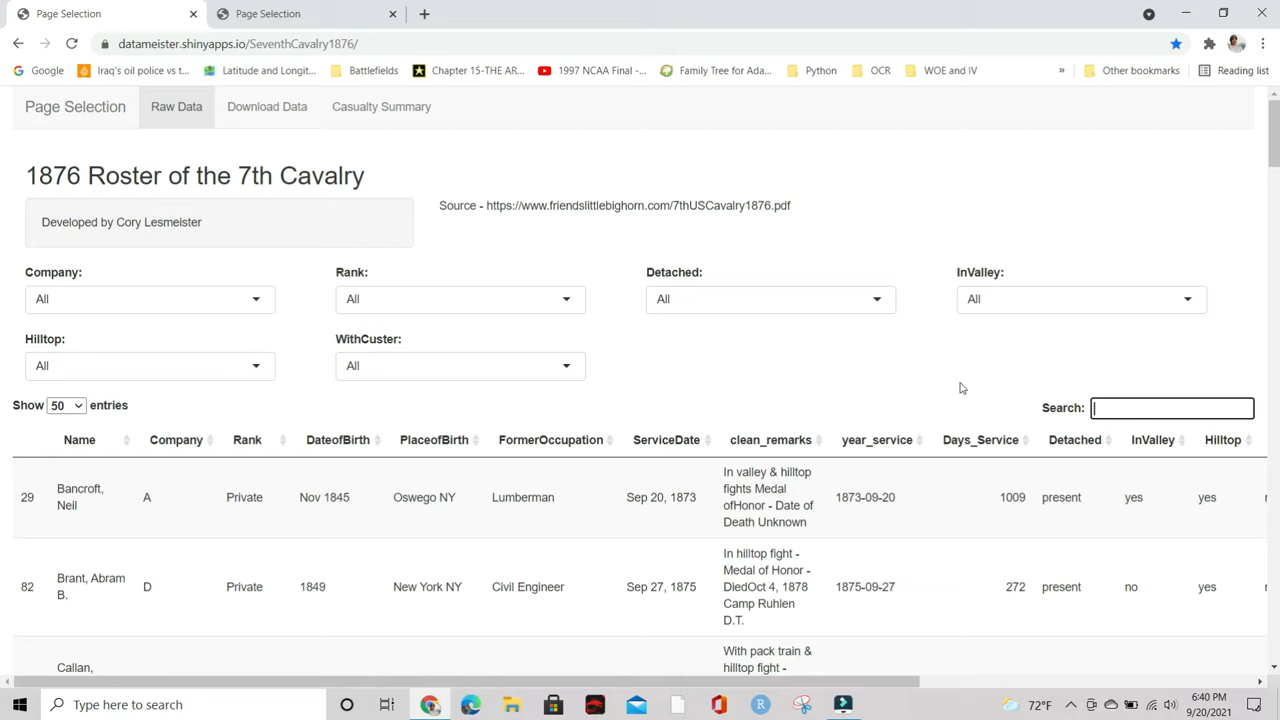 Page Selection
Page Selection
datameister.shinyapps.io/SeventhCavalry1876/
Google
Iraq's oil police vs t...
Latitude and Longit...
Battlefields
Chapter 15-THE AR...
1997 NCAA Final -...
Family Tree for Ada...
Python
OCR
WOE and IV
»
Other bookmarks
Reading list
Page Selection
Raw Data
Download Data
Casualty Summary
1876 Roster of the 7th Cavalry
Developed by Cory Lesmeister
Source - https://www.friendslittlebighorn.com/7thUSCavalry1876.pdf
Company:
Rank:
Detached:
InValley:
All
All
All
All
Hilltop:
WithCuster:
All
All
Show 50 entries
Search:
Name Company Rank DateofBirth PlaceofBirth FormerOccupation ServiceDate clean_remarks year_service Days_Service Detached InValley Hilltop
29
Bancroft,
Neil
A
Private
Nov 1845
Oswego NY
Lumberman
Sep 20, 1873
In valley & hilltop
fights Medal
ofHonor - Date of
Death Unknown
1873-09-20
1009
present
yes
yes
82
Brant, Abram
B.
D
Private
1849
New York NY
Civil Engineer
Sep 27, 1875
In hilltop fight -
Medal of Honor -
DiedOct 4, 1878
Camp Ruhlen
D.T.
1875-09-27
272
present
no
yes
Callan,
With pack train &
hilltop fight -
Type here to search
72°F
6:40 PM
9/20/2021